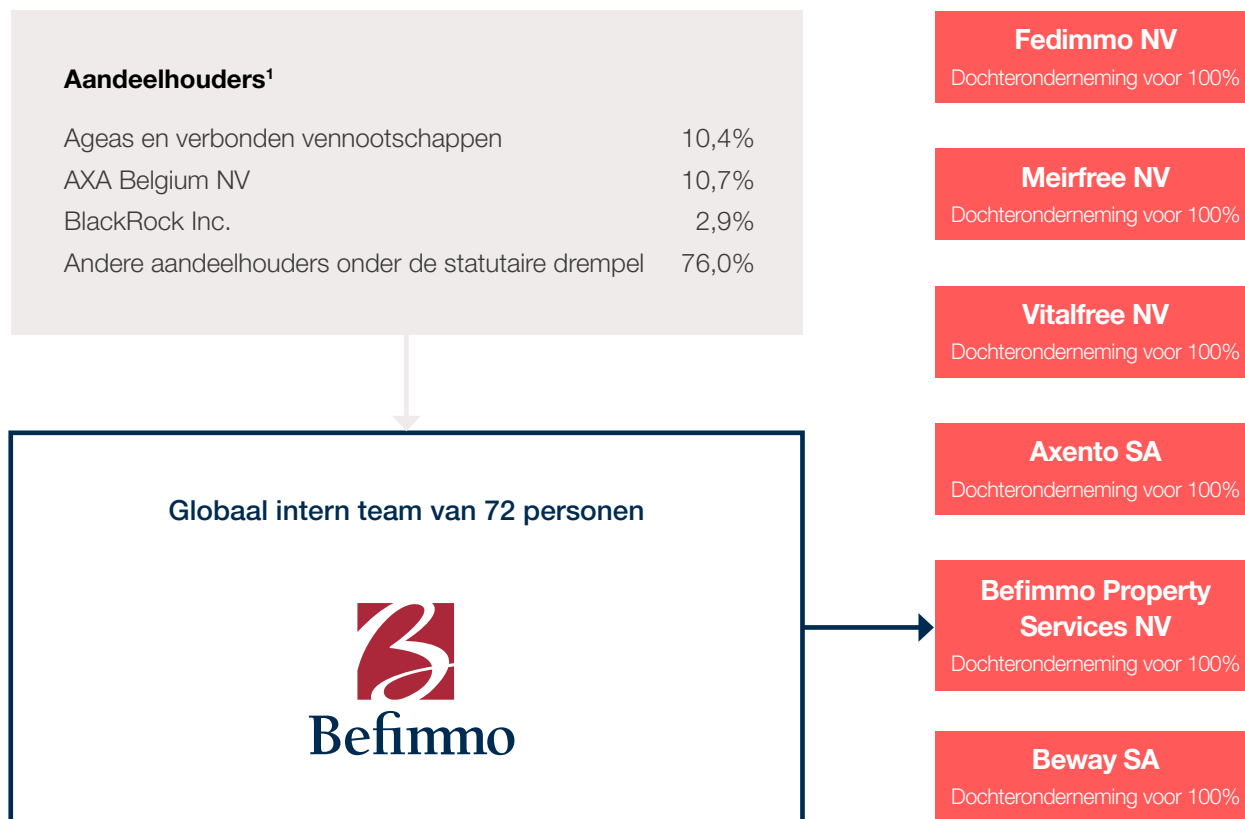 Aandeelhouders¹
Ageas en verbonden vennootschappen 10,4%
AXA Belgium NV 10,7%
BlackRock Inc. 2,9%
Andere aandeelhouders onder de statutaire drempel 76,0%
Globaal intern team van 72 personen
Befimmo
Fedimmo NV
Dochteronderneming voor 100%
Meirfree NV
Dochteronderneming voor 100%
Vitalfree NV
Dochteronderneming voor 100%
Axento SA
Dochteronderneming voor 100%
Befimmo Property
Services NV
Dochteronderneming voor 100%
Beway SA
Dochteronderneming voor 100%